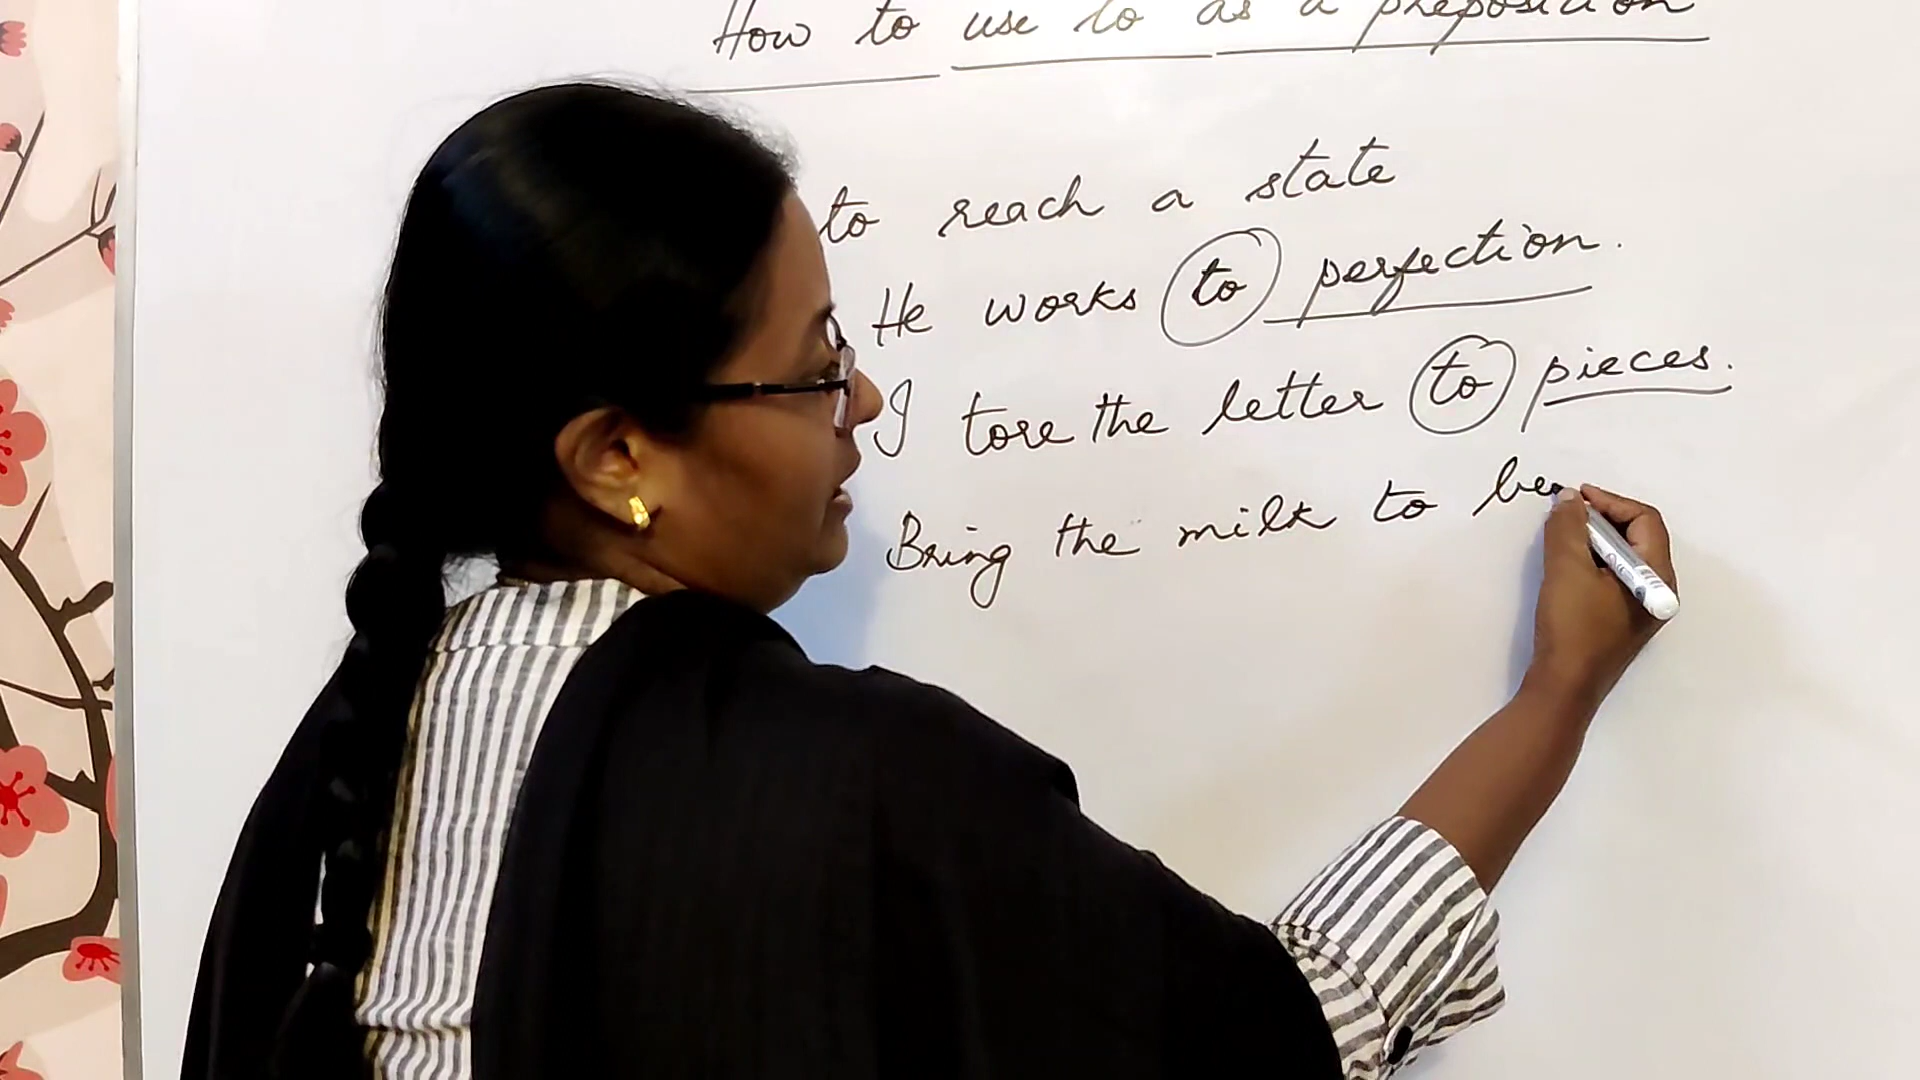 How to use to as a preposition
to reach a state
He works to perfection.
I tore the letter to pieces.
Bring the milk to